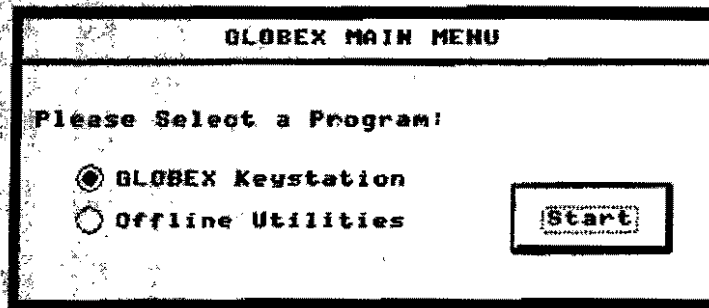 GLOBEX MAIN MENU
Please Select a Program:
GLOBEX Keystation
Offline Utilities
Start